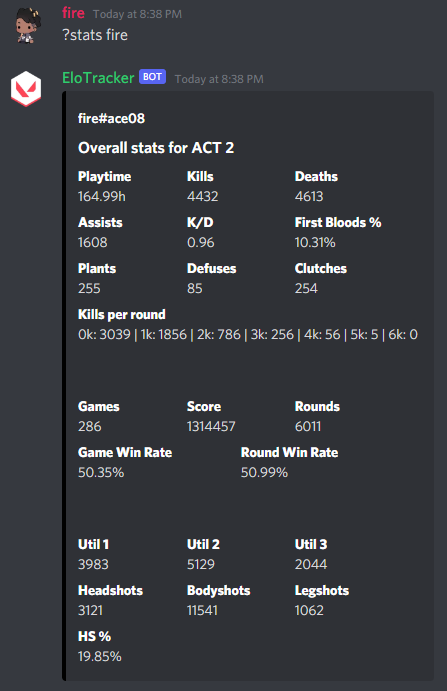 fire Today at 8:38 PM
?stats fire
EloTracker BOT Today at 8:38 PM
fire#ace08
Overall stats for ACT 2
Playtime Kills Deaths
164.99h 4432 4613
Assists K/D First Bloods %
1608 0.96 10.31%
Plants Defuses Clutches
255 85 254
Kills per round
0k: 3039 | 1k: 1856 | 2k: 786 | 3k: 256 | 4k: 56 | 5k: 5 | 6k: 0
Games Score Rounds
286 1314457 6011
Game Win Rate Round Win Rate
50.35% 50.99%
Util 1 Util 2 Util 3
3983 5129 2044
Headshots Bodyshots Legshots
3121 11541 1062
HS %
19.85%